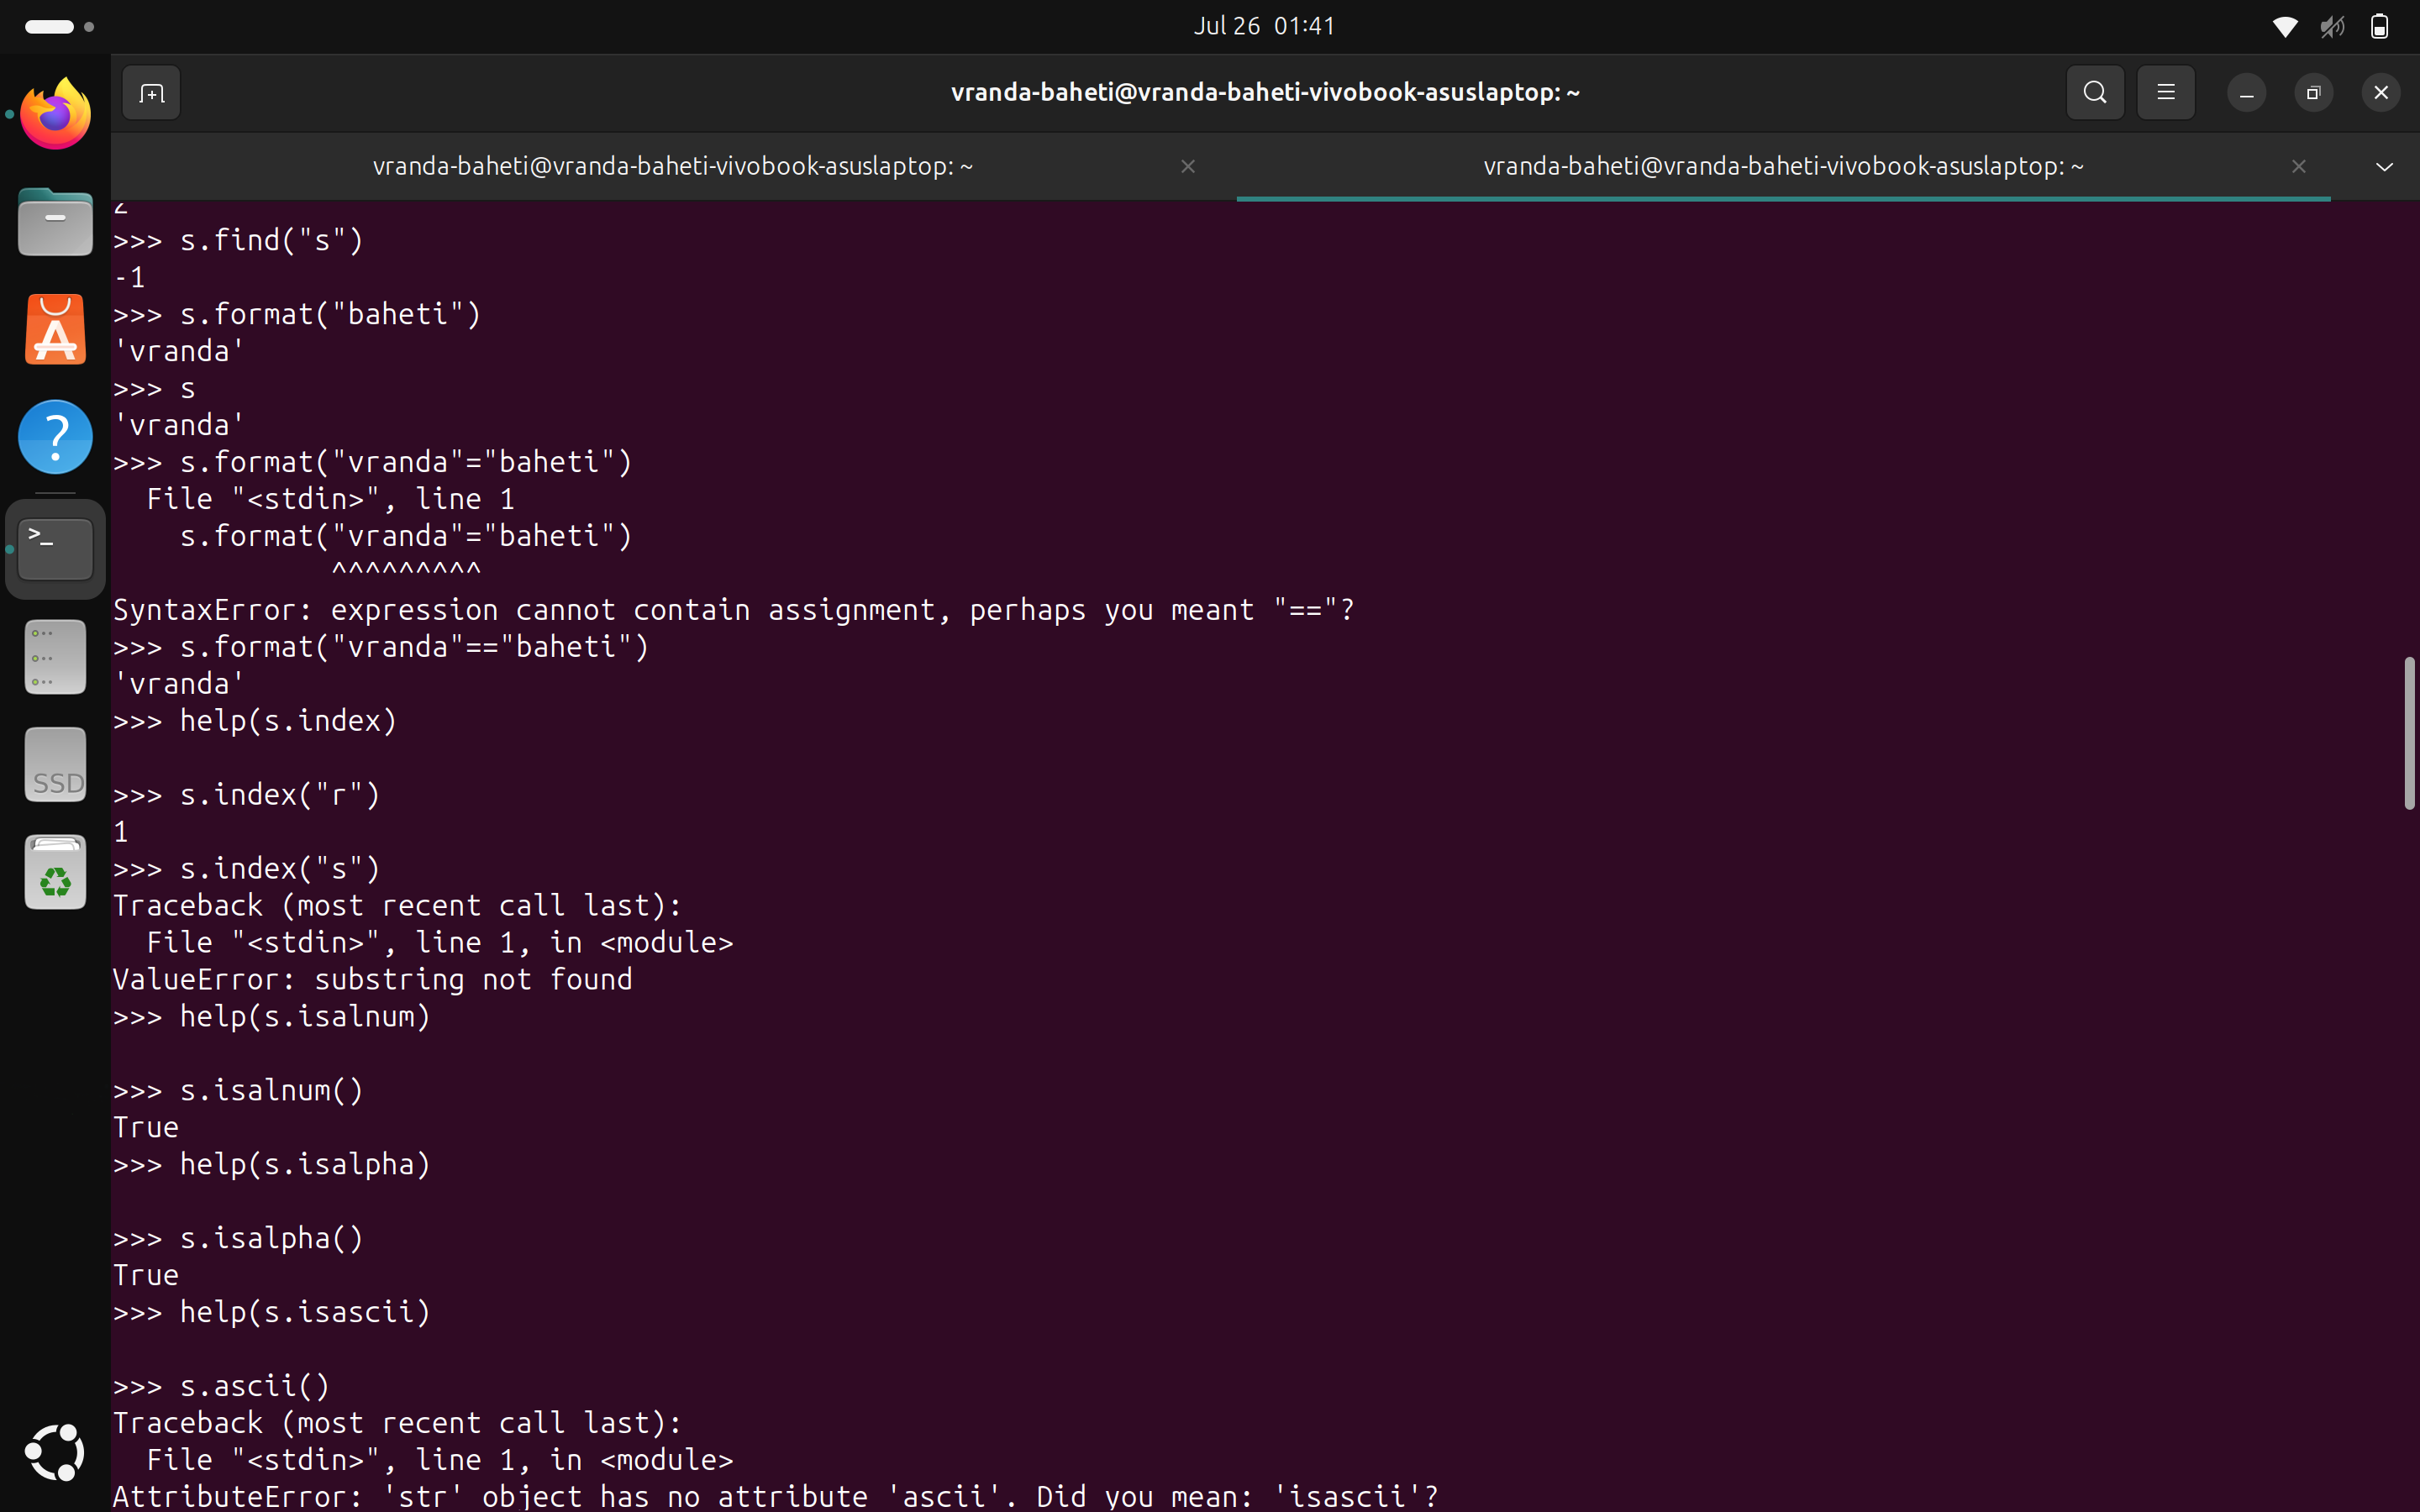 Jul 26 01:41
vranda-baheti@vranda-baheti-vivobook-asuslaptop: ~
vranda-baheti@vranda-baheti-vivobook-asuslaptop: ~
vranda-baheti@vranda-baheti-vivobook-asuslaptop: ~
2
>>> s.find("s")
-1
>>> s.format("baheti")
'vranda'
>>> s
'vranda'
>>> s.format("vranda"="baheti")
  File "<stdin>", line 1
    s.format("vranda"="baheti")
             ^^^^^^^^^
SyntaxError: expression cannot contain assignment, perhaps you meant "=="?
>>> s.format("vranda"=="baheti")
'vranda'
>>> help(s.index)

>>> s.index("r")
1
>>> s.index("s")
Traceback (most recent call last):
  File "<stdin>", line 1, in <module>
ValueError: substring not found
>>> help(s.isalnum)

>>> s.isalnum()
True
>>> help(s.isalpha)

>>> s.isalpha()
True
>>> help(s.isascii)

>>> s.ascii()
Traceback (most recent call last):
  File "<stdin>", line 1, in <module>
AttributeError: 'str' object has no attribute 'ascii'. Did you mean: 'isascii'?
SSD